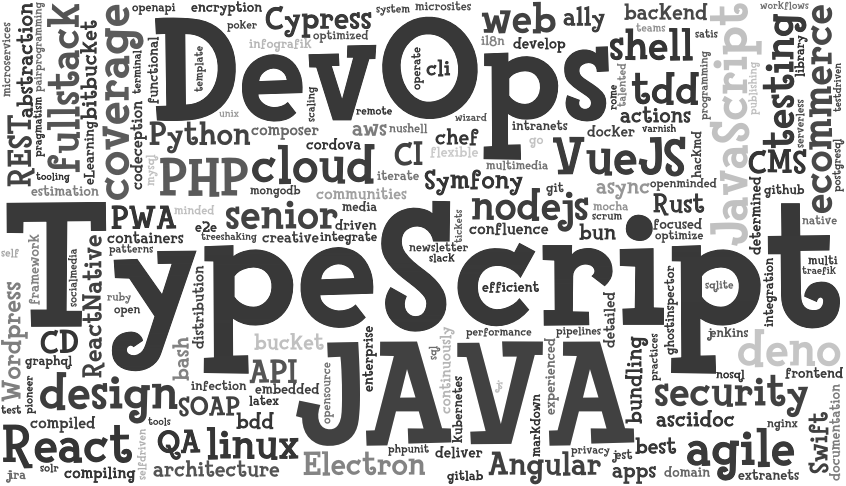 openapi encryption system microsites
poker Cypress optimized
infografik
web ally
i18n develop
backend
teams satis
workflows
microservices
pairprogramming
abstraction
pragmatism
REST
fullstack
bitbucket
eLearning
coverage
terminal
codeception
functional
template
DevOps
operate
cli
scaling
remote
unix
wizard
shell
talented
rome
tdd
actions
programming
JavaScript
publishing
testing
library
serverless
ecommerce
testdriven
postgresql
tooling
estimation
mysql
Python composer
aws nushell
cordova
chef
flexible
intranets
go
docker varnish
PHP cloud
CI
iterate
multimedia
VueJS
hackmd
CMS
mongodb
communities
Symfony
git
async openminded
github
determined
PWA minded
senior media
driven
e2e
treeshaking
creative integrate
containers
patterns
nodejs
mocha
scrum
Rust
focused
optimize
native
confluence
bun
tickets
newsletter
slack
self
framework
socialmedia
ReactNative
TypeScript
efficient
sqlite
multi
traefik
integration
ghostinspector
ruby
open
distribution
Wordpress
CD
graphql
bash
bucket
enterprise
sql
continuously
performance
pipelines
detailed
jenkins
practices
bundling
deno
nosql
frontend
pioneer
test
design
infection
API
embedded
latex
opensource
JAVA
kubernetes
experienced
markdown
security
asciidoc
nginx
Swift
documentation
compiled
SOAP
tools
bdd
React
QA
linux
selfdriven
jira
solr
compiling
architecture
Electron
phpunit
deliver
gitlab
Angular
privacy
jest
apps
best
agile
domain
extranets